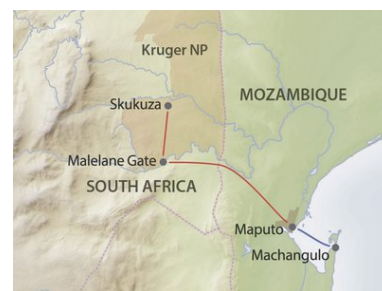 Kruger NP
Skukuza
MOZAMBIQUE
Malelane Gate
SOUTH AFRICA
Maputo
Machangulo